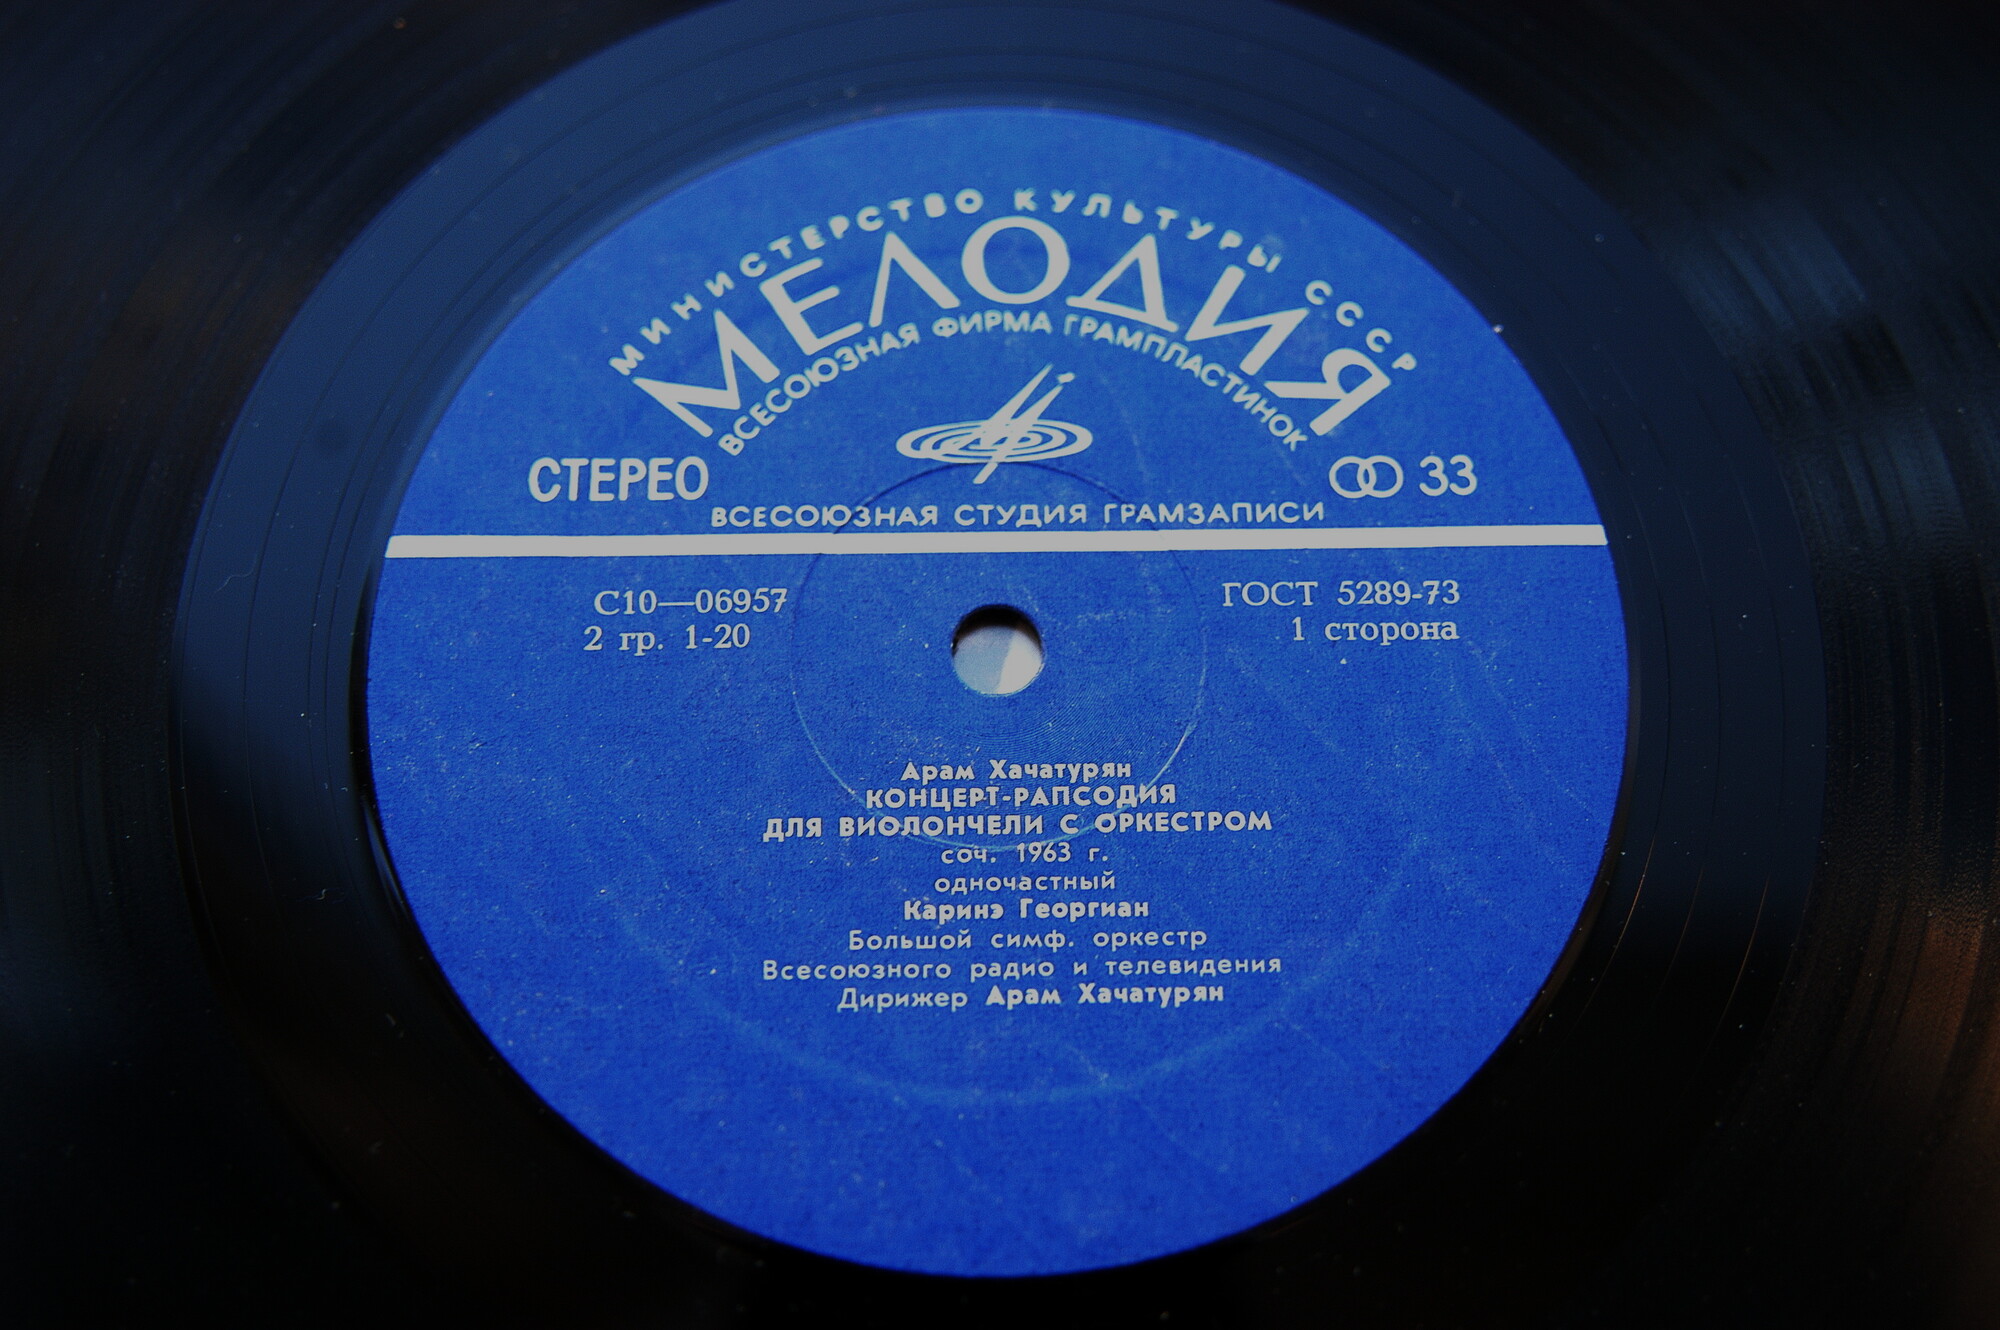 МИНИСТЕРСТВО КУЛЬТУРЫ СССР
МЕЛОДИЯ
ВСЕСОЮЗНАЯ ФИРМА ГРАМПЛАСТИНОК
СТЕРЕО
33
ВСЕСОЮЗНАЯ СТУДИЯ ГРАМЗАПИСИ
С10—06957
2 гр. 1-20
ГОСТ 5289-73
1 сторона
Арам Хачатурян
КОНЦЕРТ-РАПСОДИЯ
ДЛЯ ВИОЛОНЧЕЛИ С ОРКЕСТРОМ
соч. 1963 г.
одночастный
Каринэ Георгиан
Большой симф. оркестр
Всесоюзного радио и телевидения
Дирижер Арам Хачатурян